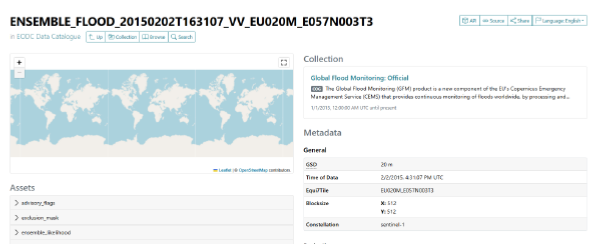 ENSEMBLE_FLOOD_20150202T163107_VV_EU020M_E057N003T3
in EODC Data Catalogue Up Collection Browse Search
API Source Share Language: English
+
−
Leaflet | © OpenStreetMap contributors
Assets
advisory_flags
exclusion_mask
ensemble_likelihood
Collection
Global Flood Monitoring: Official
The Global Flood Monitoring (GFM) product is a new component of the EU's Copernicus Emergency
Management Service (CEMS) that provides continuous monitoring of floods worldwide, by processing and...
1/1/2015, 12:00:00 AM UTC until present
Metadata
General
GSD 20 m
Time of Data 2/2/2015, 4:31:07 PM UTC
Equi7Tile EU020M_E057N003T3
Blocksize X: 512
Y: 512
Constellation sentinel-1